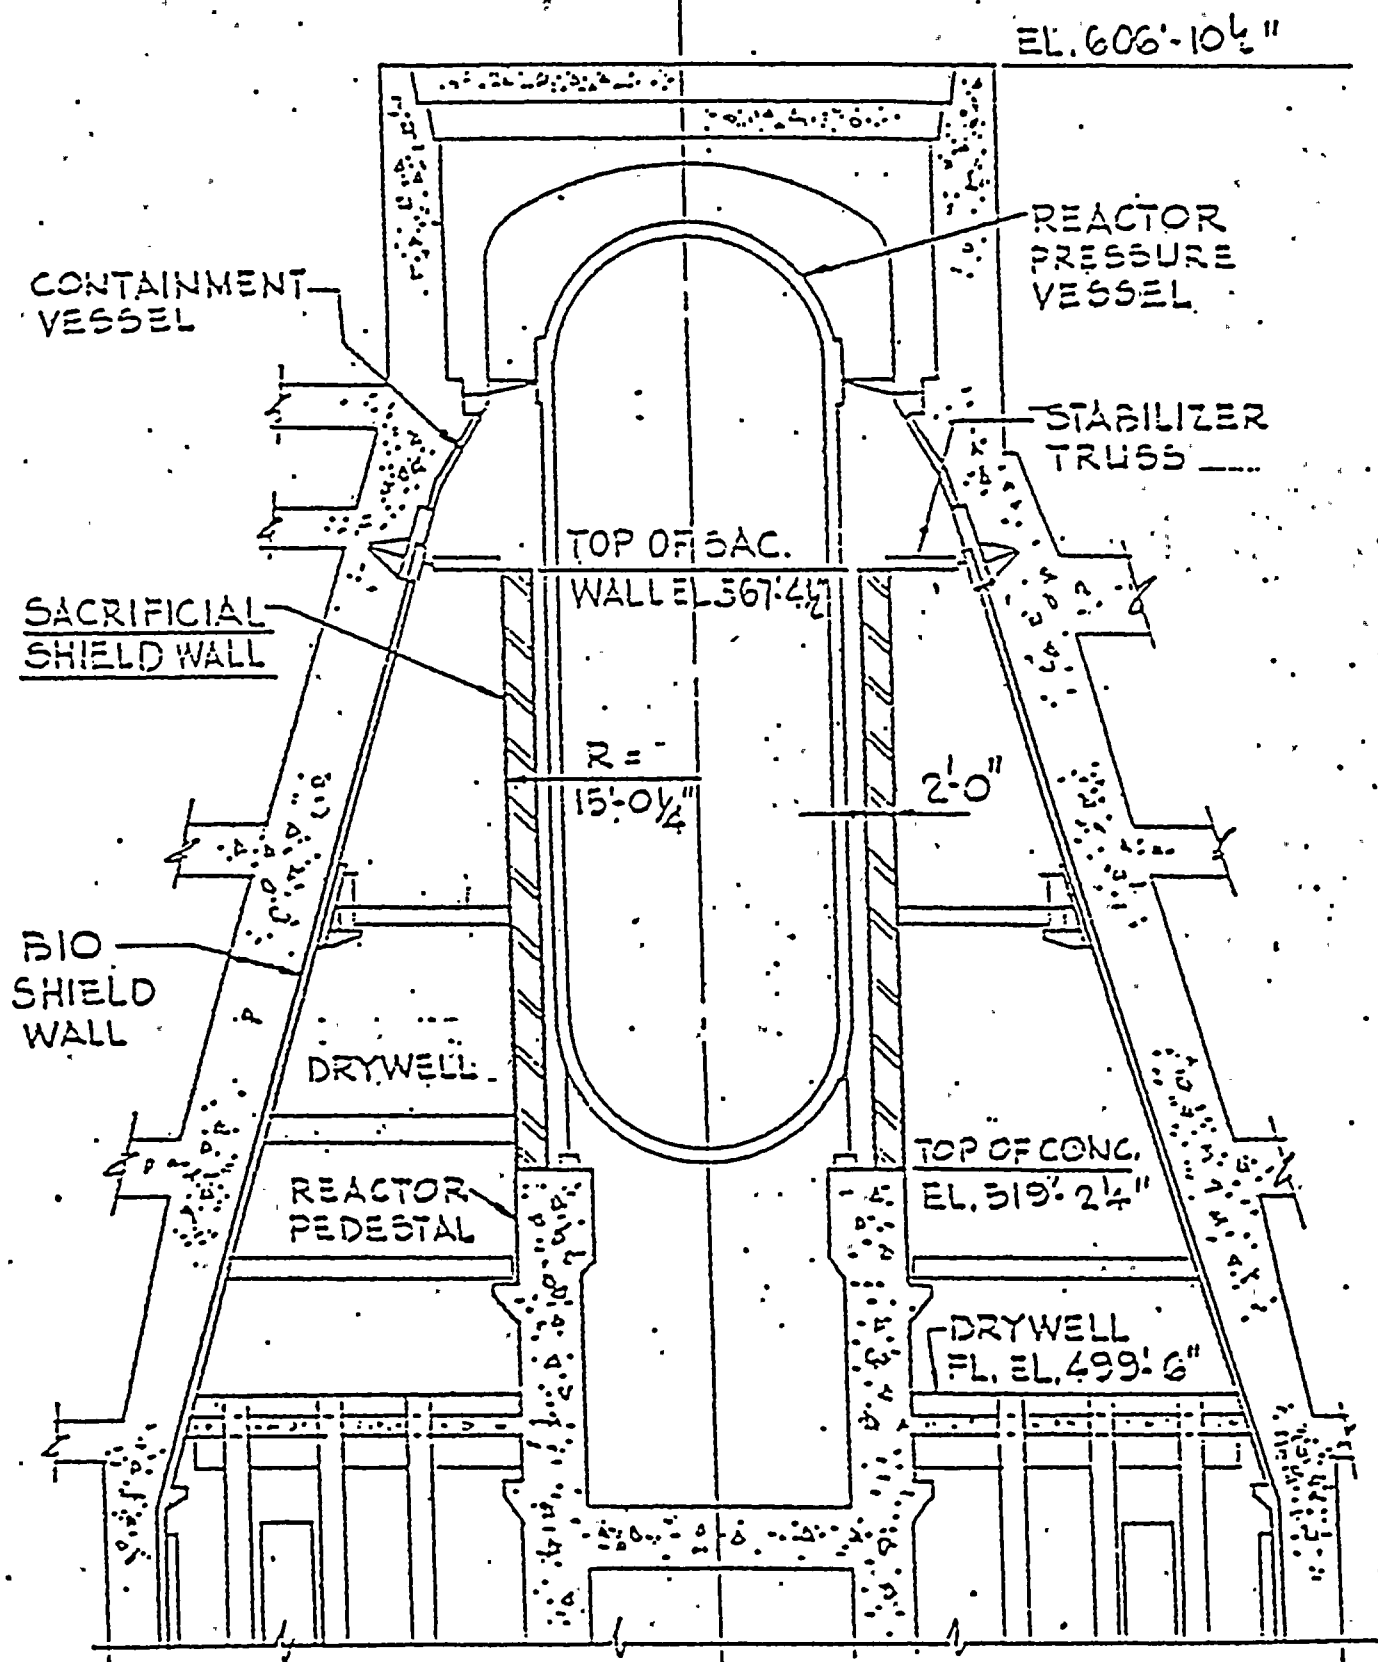 EL. 606'-10½"
REACTOR
PRESSURE
VESSEL
CONTAINMENT
VESSEL
STABILIZER
TRUSS
TOP OF SAC.
WALL EL 567'-4½"
SACRIFICIAL
SHIELD WALL
R =
15'-0¼"
2'-0"
BIO
SHIELD
WALL
DRYWELL
TOP OF CONC.
EL. 519'-2¼"
REACTOR
PEDESTAL
DRYWELL
FL. EL. 499'-6"